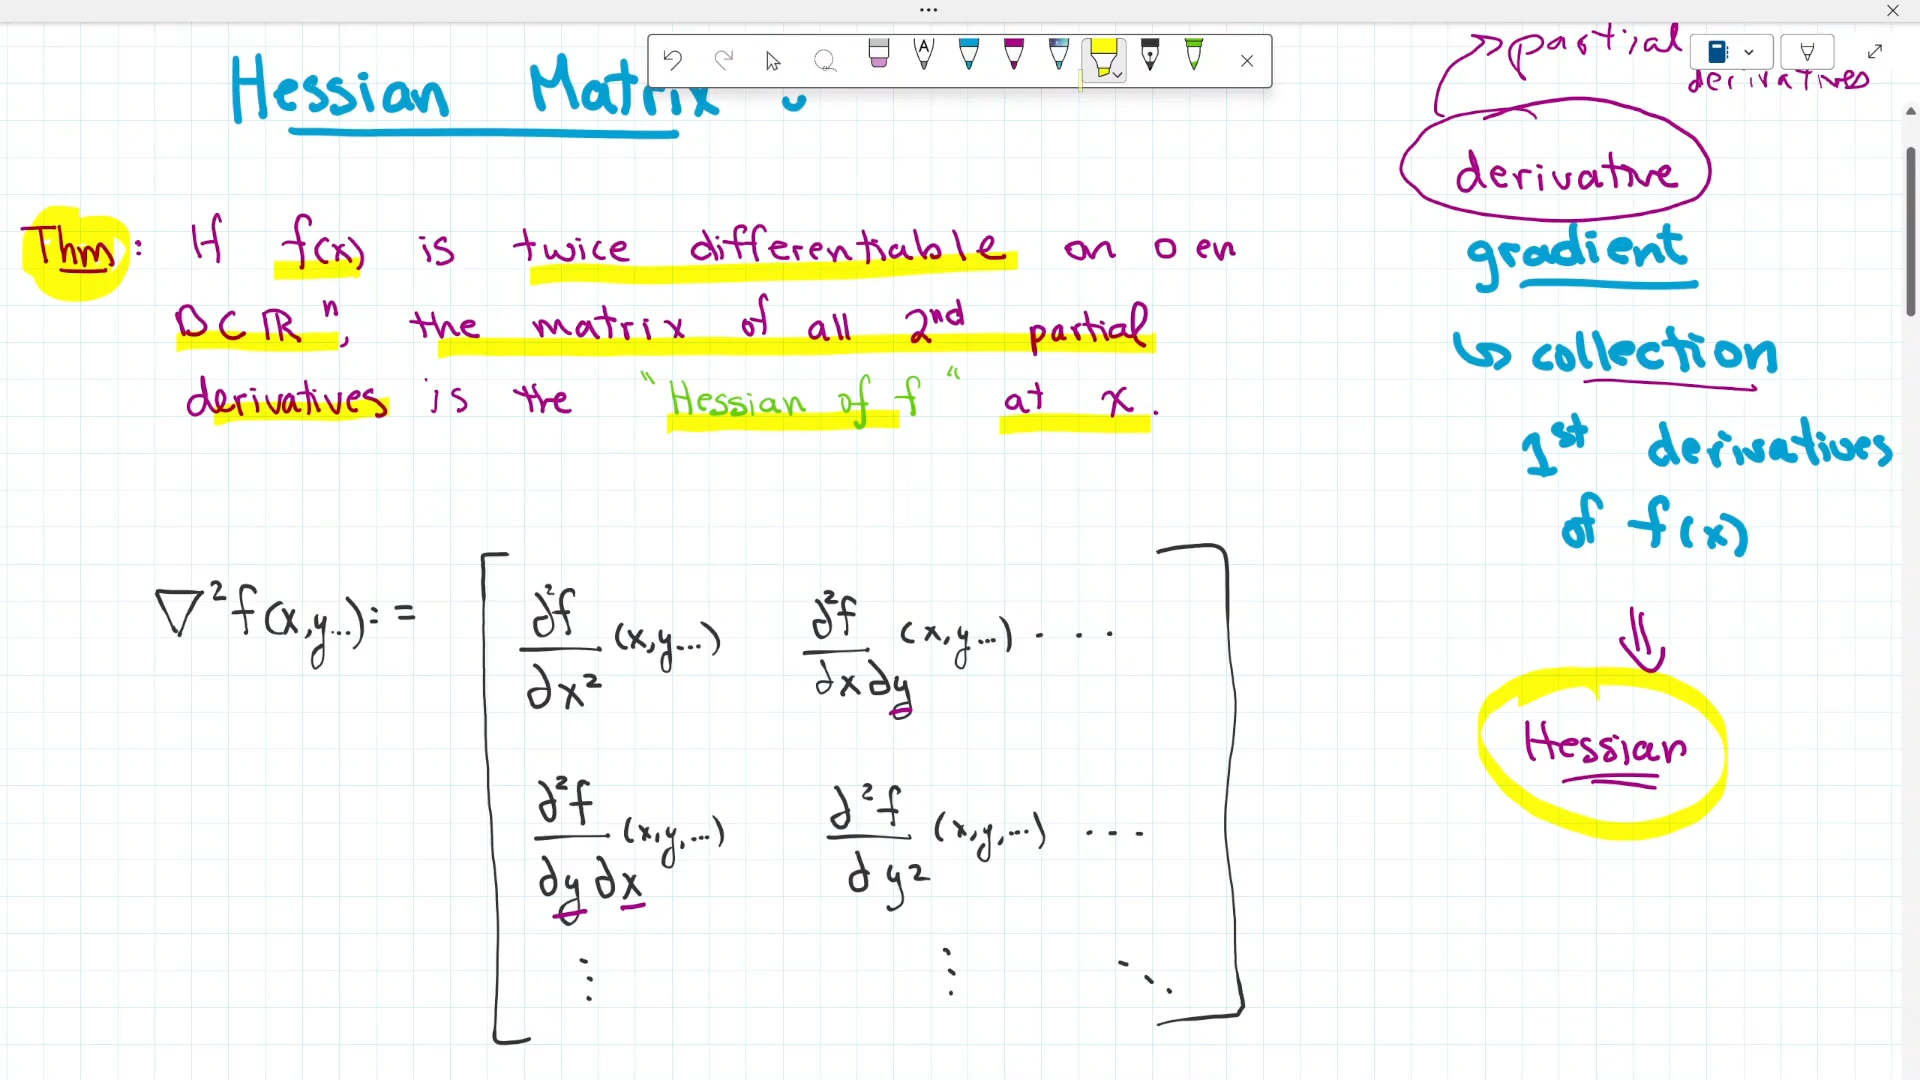 Hessian Matrix
Thm: If f(x) is twice differentiable on o en
D ⊂ ℝⁿ, the matrix of all 2nd partial
derivatives is the "Hessian of f" at x.
∇²f(x,y...):=
∂²f/∂x² (x,y...) ∂²f/∂x∂y (x,y...) ...
∂²f/∂y∂x (x,y,...) ∂²f/∂y² (x,y,...) ...
⋮ ⋮ ⋱
partial
derivatives
derivative
gradient
↳ collection
1st derivatives
of f(x)
⇓
Hessian